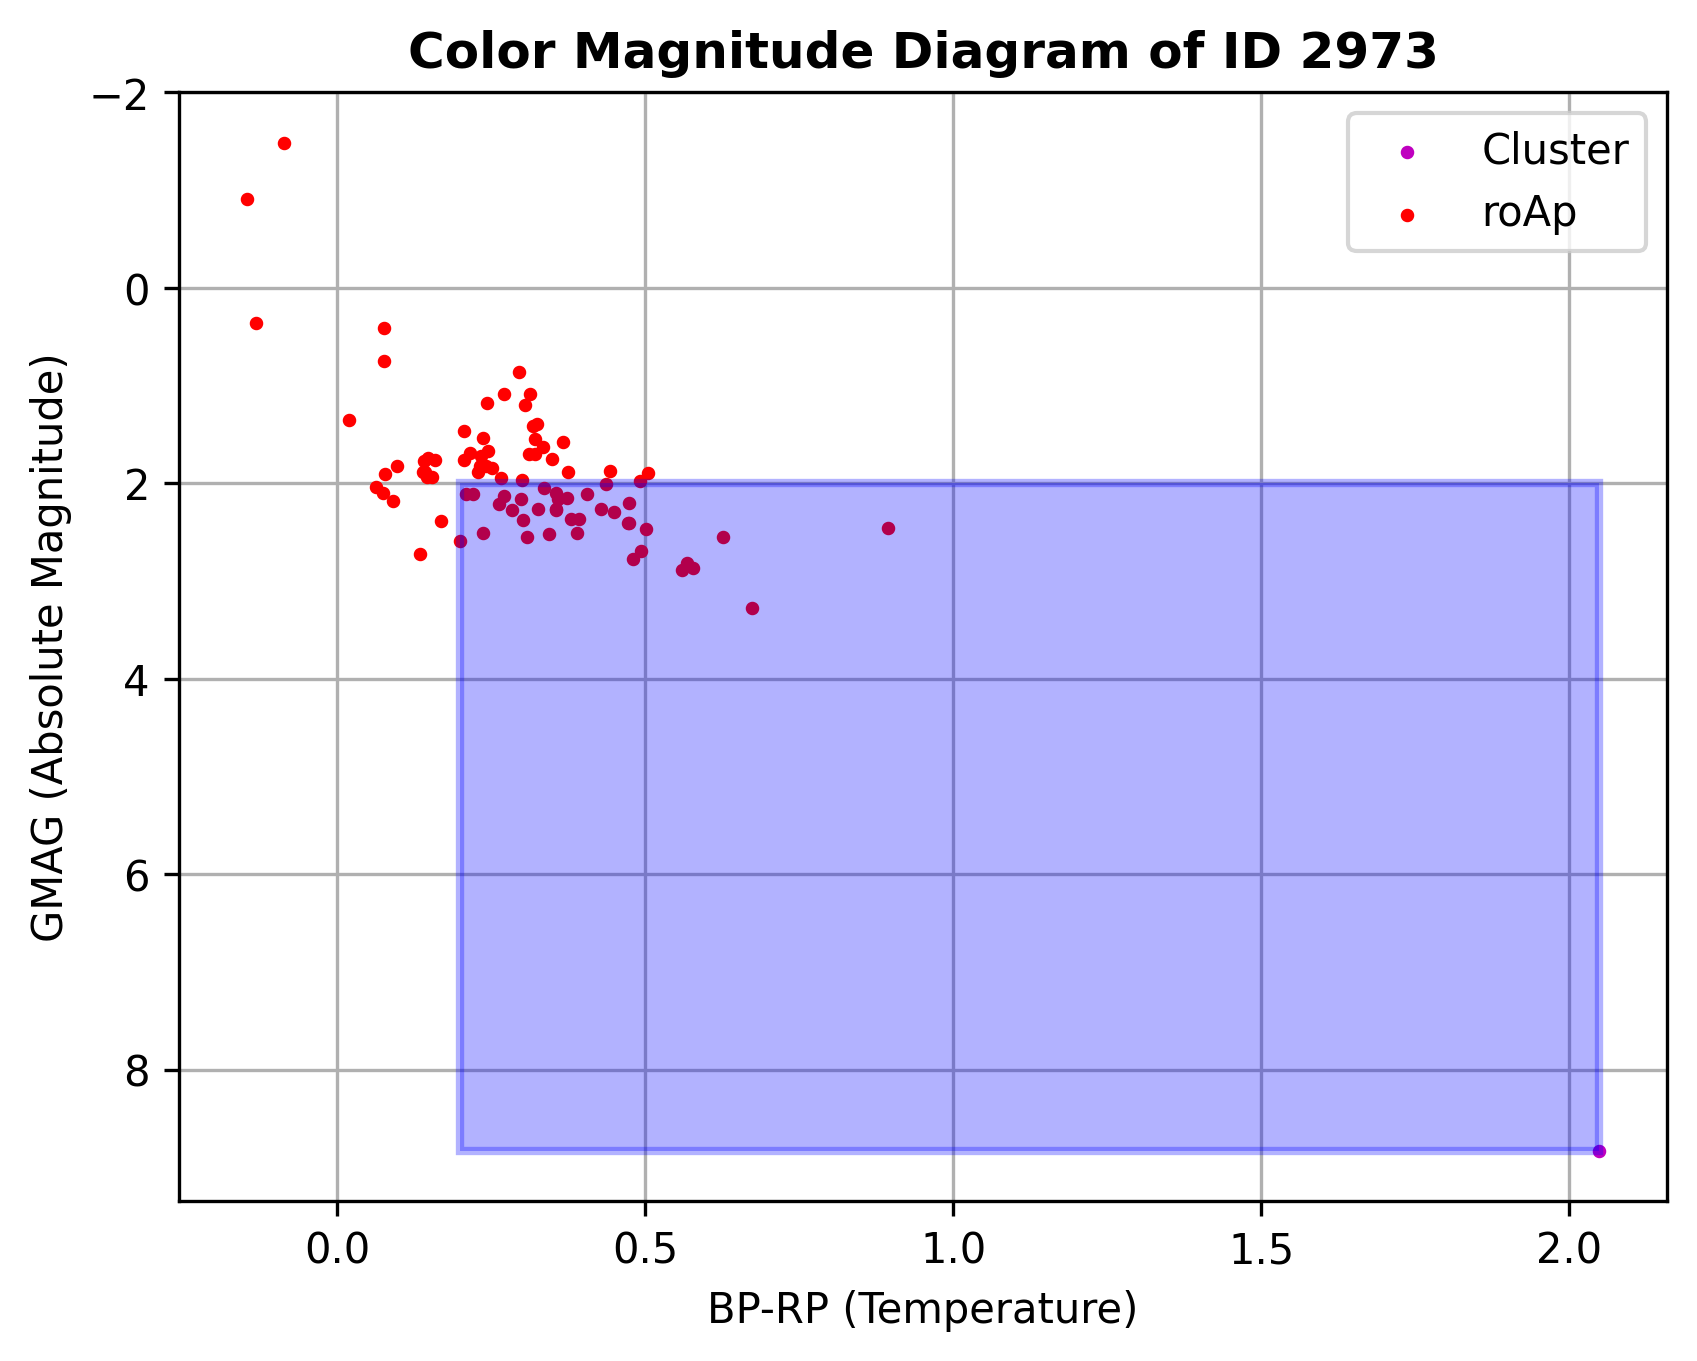 Color Magnitude Diagram of ID 2973
Cluster
roAp
GMAG (Absolute Magnitude)
−2
0
2
4
6
8
0.0 0.5 1.0 1.5 2.0
BP-RP (Temperature)